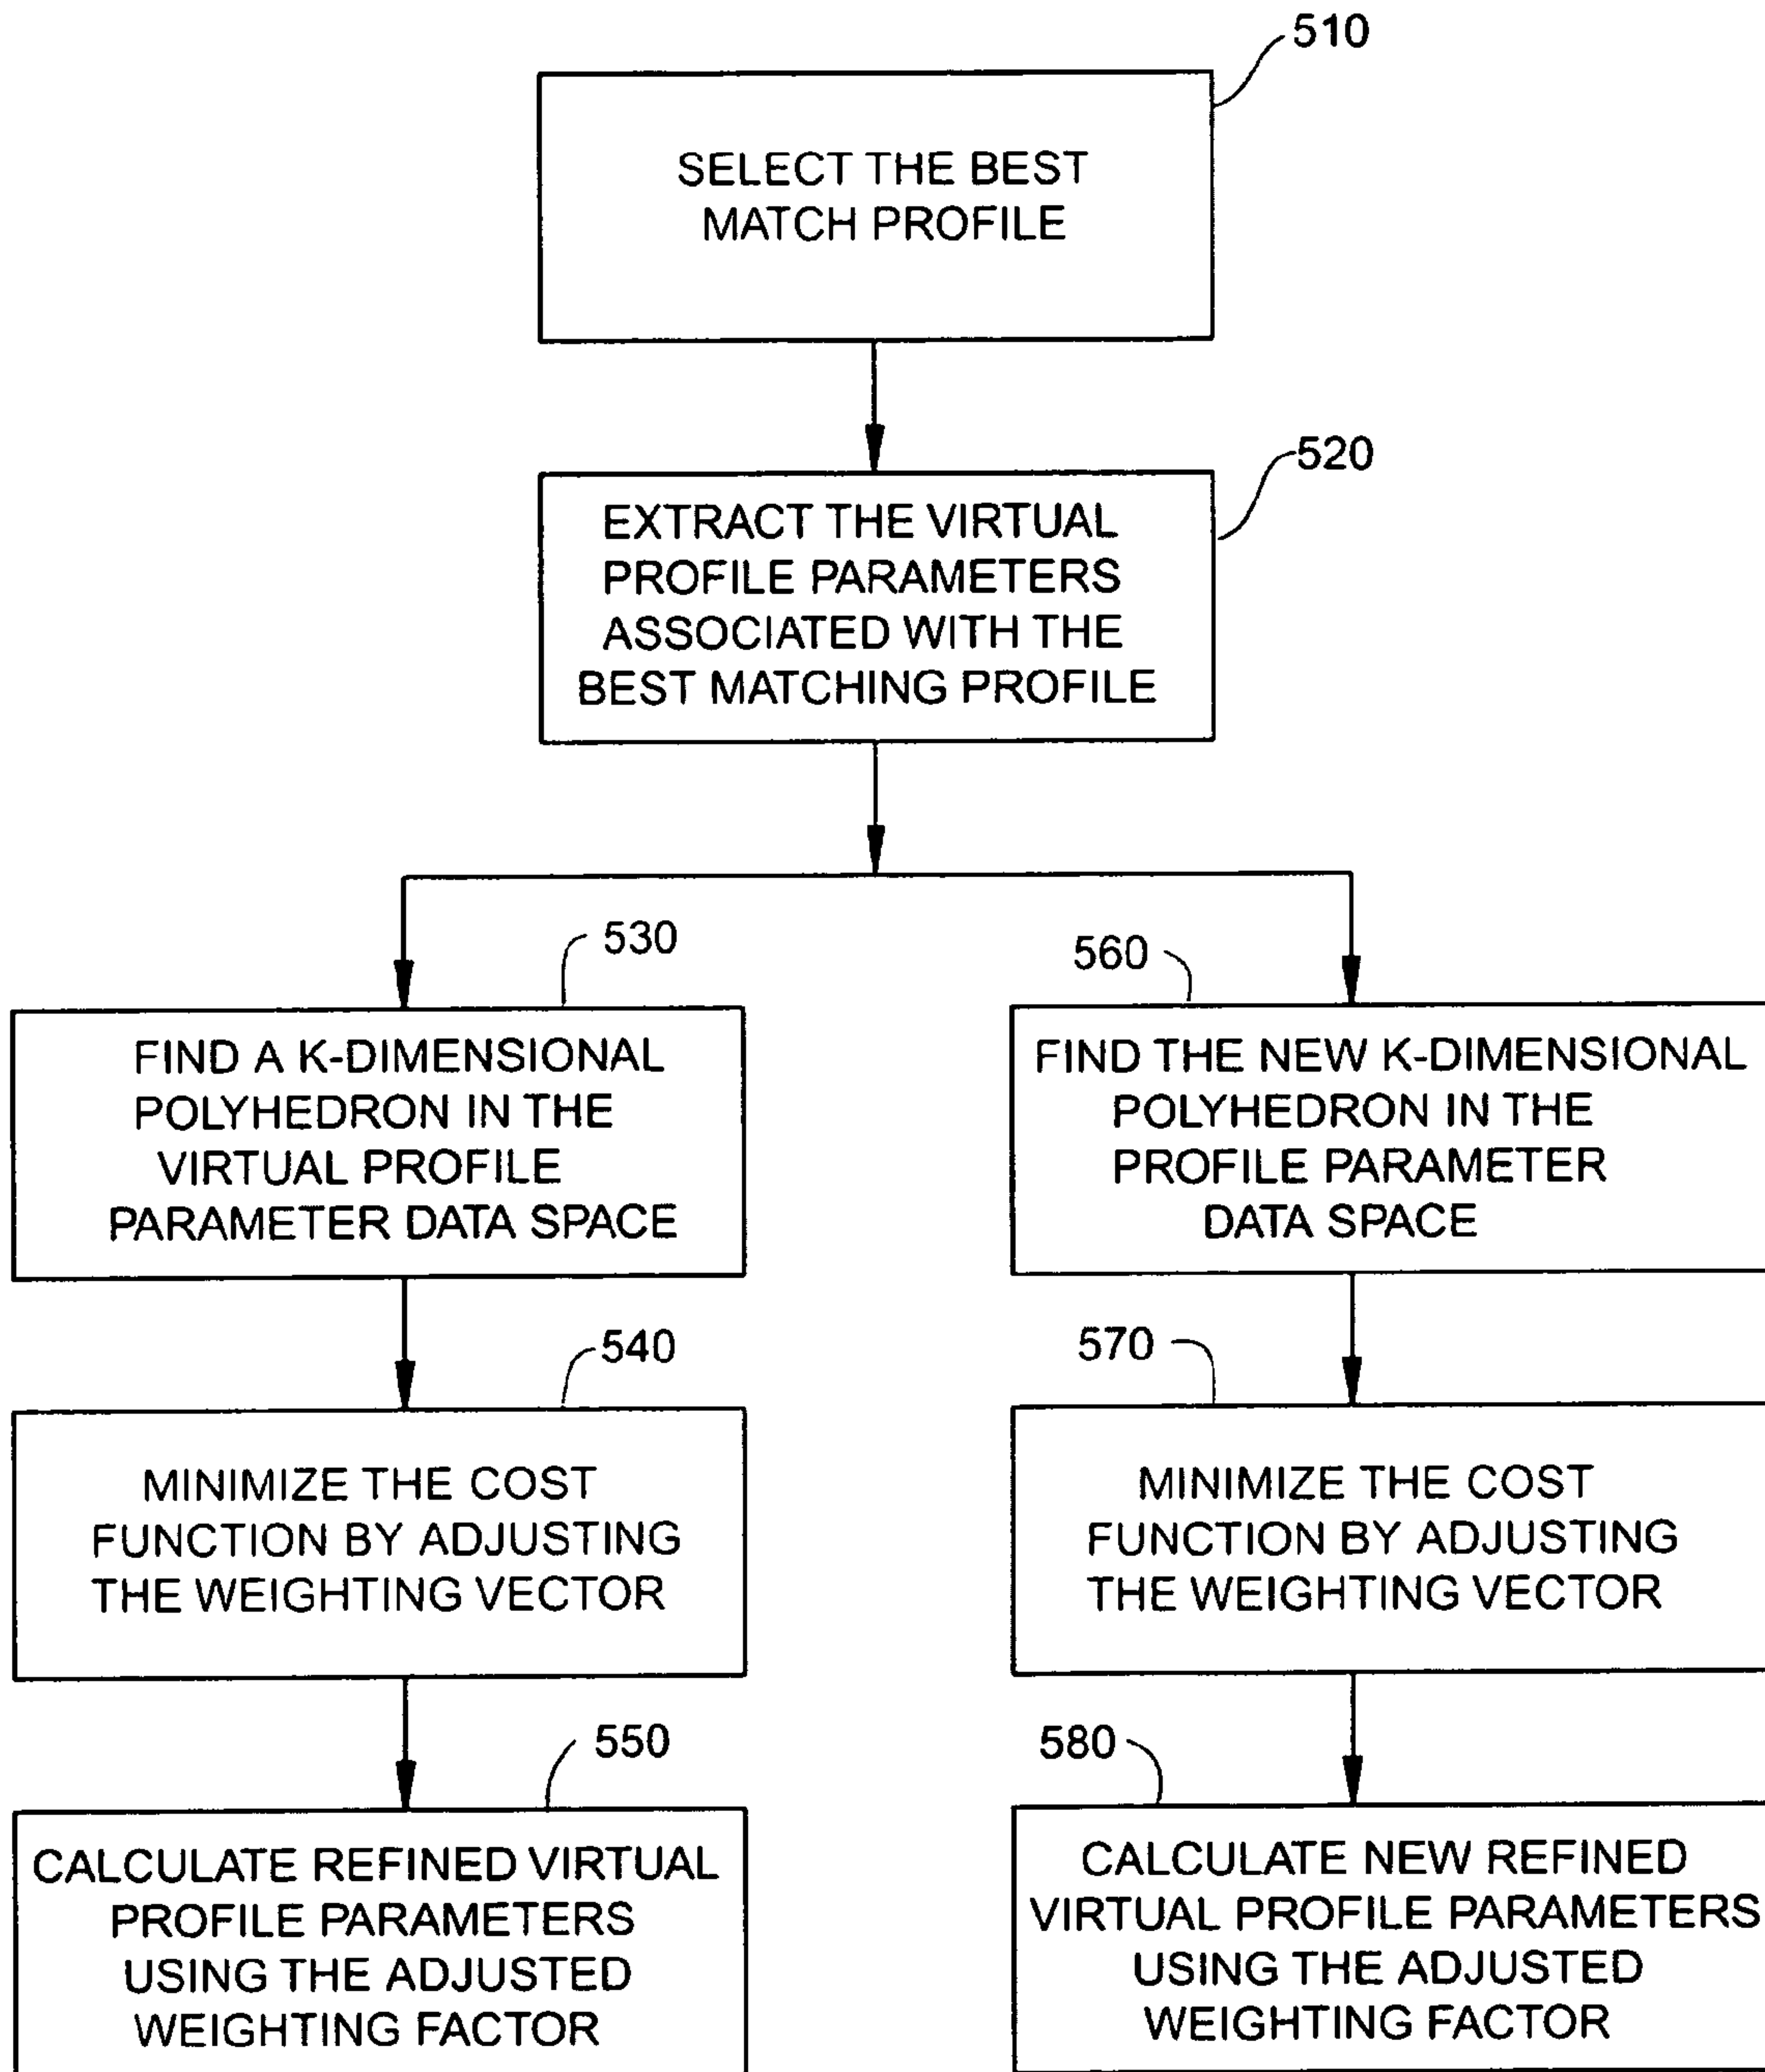 510
SELECT THE BEST
MATCH PROFILE
520
EXTRACT THE VIRTUAL
PROFILE PARAMETERS
ASSOCIATED WITH THE
BEST MATCHING PROFILE
530
FIND A K-DIMENSIONAL
POLYHEDRON IN THE
VIRTUAL PROFILE
PARAMETER DATA SPACE
540
MINIMIZE THE COST
FUNCTION BY ADJUSTING
THE WEIGHTING VECTOR
550
CALCULATE REFINED VIRTUAL
PROFILE PARAMETERS
USING THE ADJUSTED
WEIGHTING FACTOR
560
FIND THE NEW K-DIMENSIONAL
POLYHEDRON IN THE
PROFILE PARAMETER
DATA SPACE
570
MINIMIZE THE COST
FUNCTION BY ADJUSTING
THE WEIGHTING VECTOR
580
CALCULATE NEW REFINED
VIRTUAL PROFILE PARAMETERS
USING THE ADJUSTED
WEIGHTING FACTOR